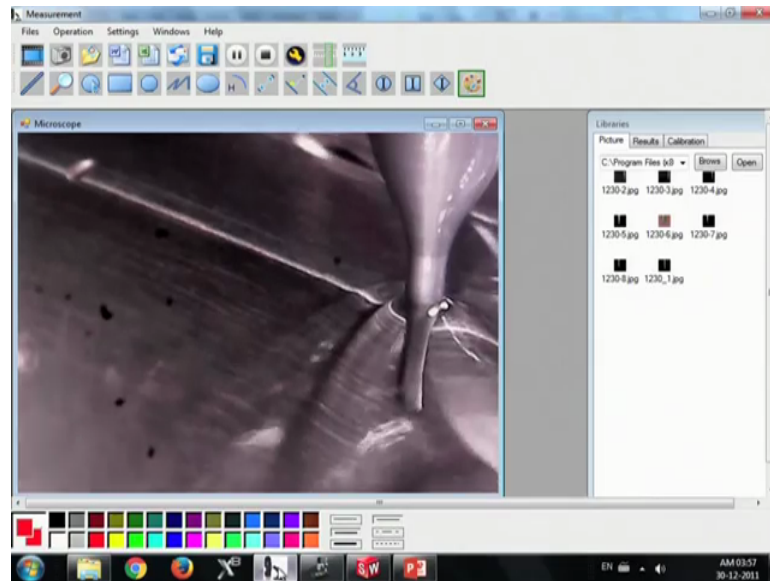 Measurement
Files Operation Settings Windows Help
Microscope
Libraries
Picture Results Calibration
C:\Program Files (x8 Brows Open
1230-2.jpg 1230-3.jpg 1230-4.jpg
1230-5.jpg 1230-6.jpg 1230-7.jpg
1230-8.jpg 1230_1.jpg
EN AM 03:57
30-12-2011